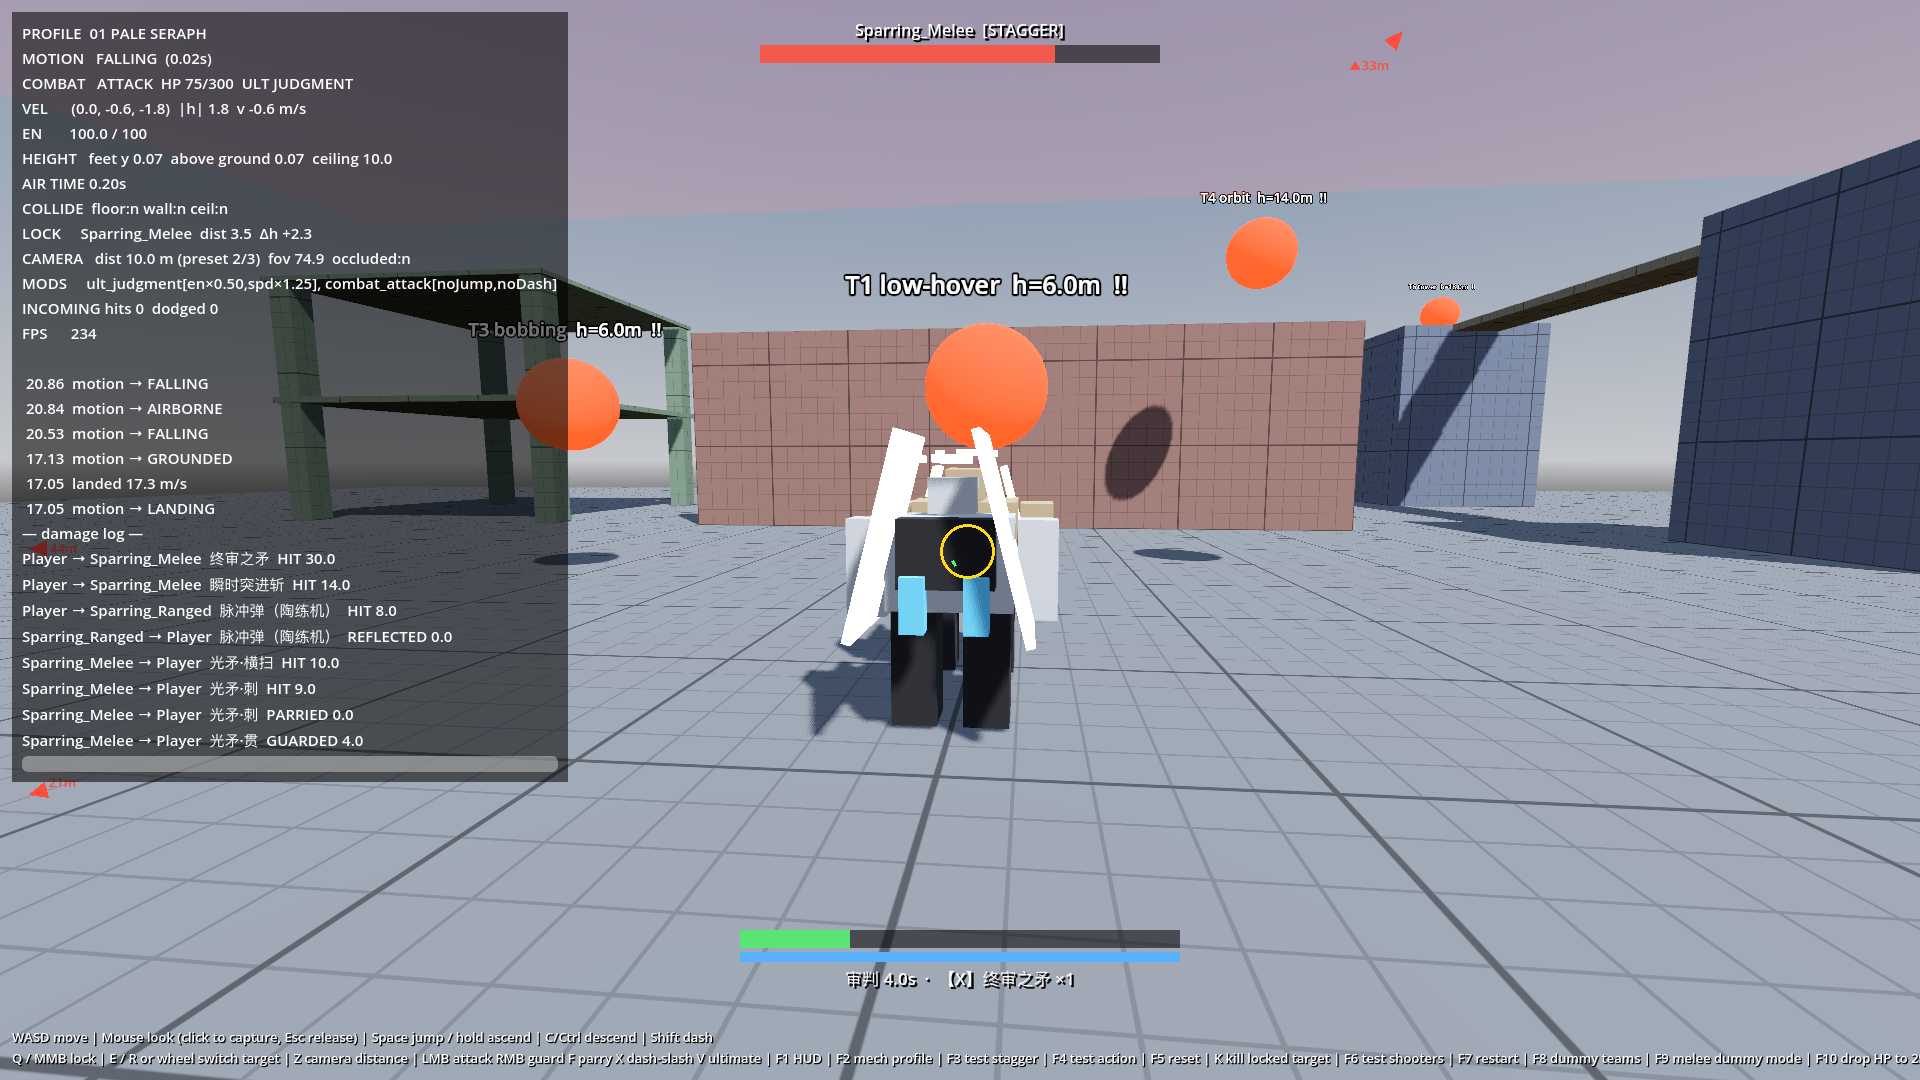 PROFILE 01 PALE SERAPH
MOTION FALLING (0.02s)
COMBAT ATTACK HP 75/300 ULT JUDGMENT
VEL (0.0, -0.6, -1.8) |h| 1.8 v -0.6 m/s
EN 100.0 / 100
HEIGHT feet y 0.07 above ground 0.07 ceiling 10.0
AIR TIME 0.20s
COLLIDE floor:n wall:n ceil:n
LOCK Sparring_Melee dist 3.5 Δh +2.3
CAMERA dist 10.0 m (preset 2/3) fov 74.9 occluded:n
MODS ult_judgment[en×0.50,spd×1.25], combat_attack[noJump,noDash]
INCOMING hits 0 dodged 0
FPS 234
20.86 motion → FALLING
20.84 motion → AIRBORNE
20.53 motion → FALLING
17.13 motion → GROUNDED
17.05 landed 17.3 m/s
17.05 motion → LANDING
— damage log —
Player → Sparring_Melee 终审之矛 HIT 30.0
Player → Sparring_Melee 瞬时突进斩 HIT 14.0
Player → Sparring_Ranged 脉冲弹（陶练机） HIT 8.0
Sparring_Ranged → Player 脉冲弹（陶练机） REFLECTED 0.0
Sparring_Melee → Player 光矛·横扫 HIT 10.0
Sparring_Melee → Player 光矛·刺 HIT 9.0
Sparring_Melee → Player 光矛·刺 PARRIED 0.0
Sparring_Melee → Player 光矛·贯 GUARDED 4.0
44m
21m
Sparring_Melee [STAGGER]
▲33m
T4 orbit h=14.0m !!
T1 low-hover h=6.0m !!
T3 bobbing h=6.0m !!
审判 4.0s · 【X】终审之矛 ×1
WASD move | Mouse look (click to capture, Esc release) | Space jump / hold ascend | C/Ctrl descend | Shift dash
Q / MMB lock | E / R or wheel switch target | Z camera distance | LMB attack RMB guard F parry X dash-slash V ultimate | F1 HUD | F2 mech profile | F3 test stagger | F4 test action | F5 reset | K kill locked target | F6 test shooters | F7 restart | F8 dummy teams | F9 melee dummy mode | F10 drop HP to